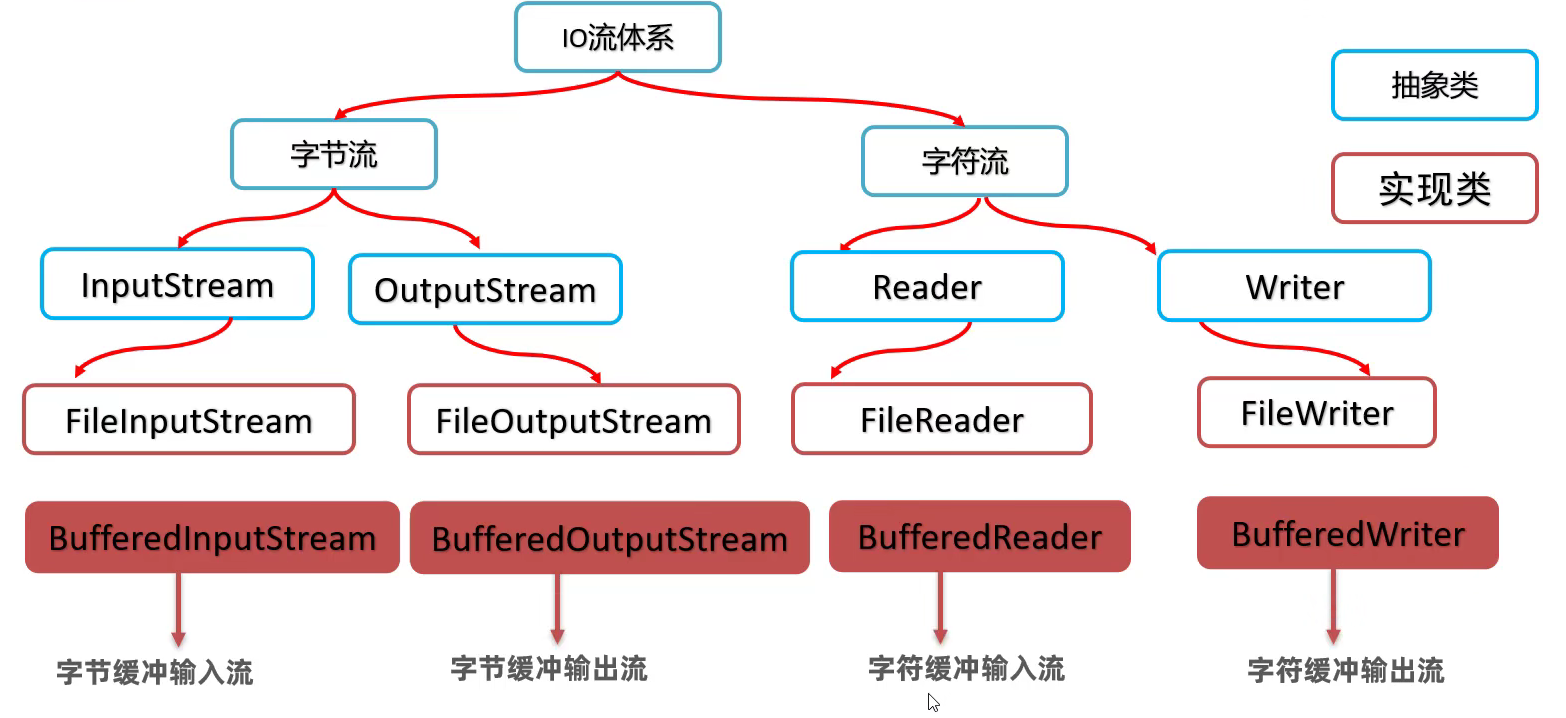 IO流体系
抽象类
字节流
字符流
实现类
InputStream
OutputStream
Reader
Writer
FileInputStream
FileOutputStream
FileReader
FileWriter
BufferedInputStream
BufferedOutputStream
BufferedReader
BufferedWriter
字节缓冲输入流
字节缓冲输出流
字符缓冲输入流
字符缓冲输出流